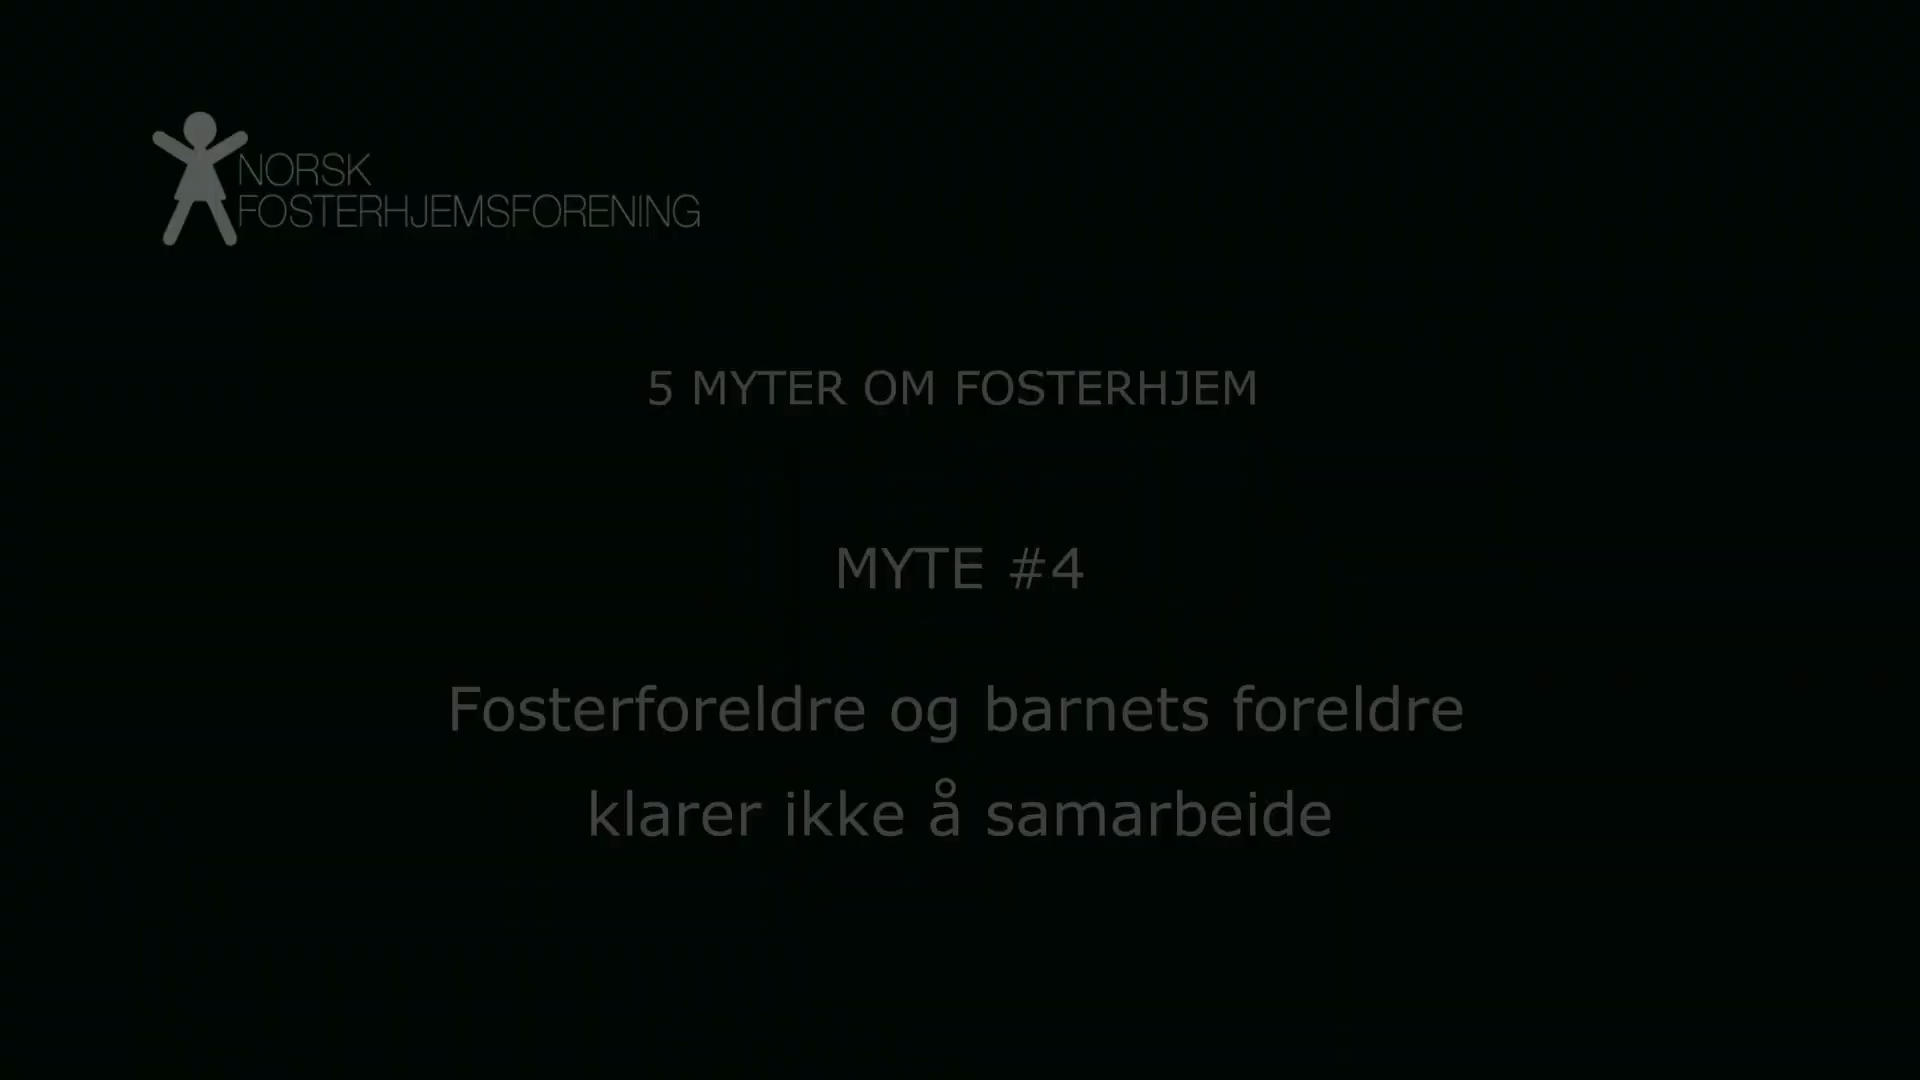 NORSK
FOSTERHJEMSFORENING
5 MYTER OM FOSTERHJEM
MYTE #4
Fosterforeldre og barnets foreldre
klarer ikke å samarbeide